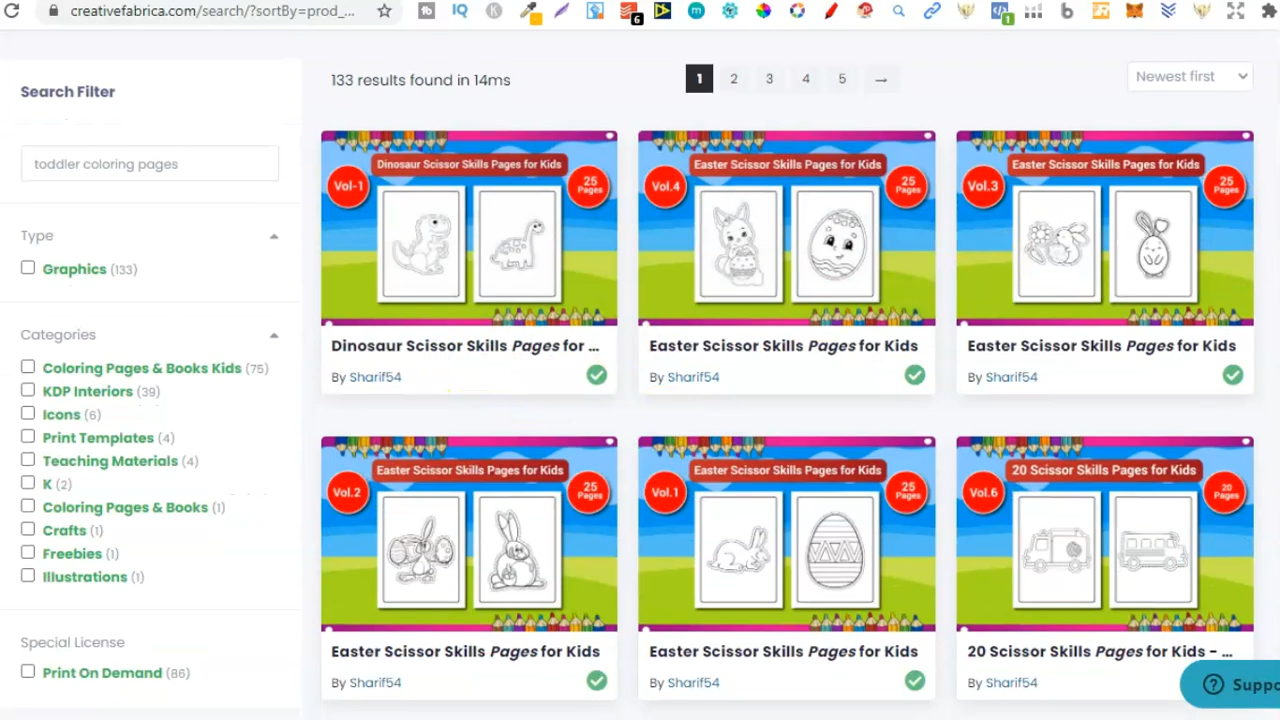 creativefabrica.com/search/?sortBy=prod_...
6
1
Search Filter
toddler coloring pages
Type
Graphics (133)
Categories
Coloring Pages & Books Kids (75)
KDP Interiors (39)
Icons (6)
Print Templates (4)
Teaching Materials (4)
K (2)
Coloring Pages & Books (1)
Crafts (1)
Freebies (1)
Illustrations (1)
Special License
Print On Demand (86)
133 results found in 14ms
1 2 3 4 5 →
Newest first
Dinosaur Scissor Skills Pages for Kids
Vol-1
25 Pages
Dinosaur Scissor Skills Pages for ...
By Sharif54
Easter Scissor Skills Pages for Kids
Vol.4
25 Pages
Easter Scissor Skills Pages for Kids
By Sharif54
Easter Scissor Skills Pages for Kids
Vol.3
25 Pages
Easter Scissor Skills Pages for Kids
By Sharif54
Easter Scissor Skills Pages for Kids
Vol.2
25 Pages
Easter Scissor Skills Pages for Kids
By Sharif54
Easter Scissor Skills Pages for Kids
Vol.1
25 Pages
Easter Scissor Skills Pages for Kids
By Sharif54
20 Scissor Skills Pages for Kids
Vol.6
20 Pages
20 Scissor Skills Pages for Kids - ...
By Sharif54
? Suppo